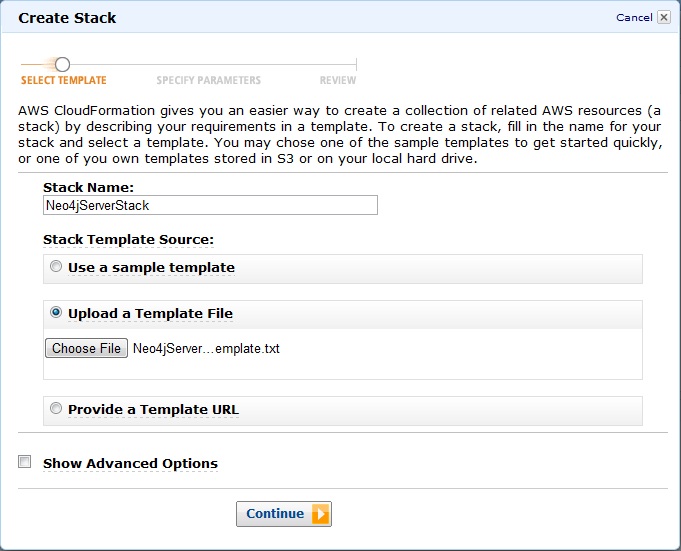 Create Stack
Cancel
SELECT TEMPLATE SPECIFY PARAMETERS REVIEW
AWS CloudFormation gives you an easier way to create a collection of related AWS resources (a
stack) by describing your requirements in a template. To create a stack, fill in the name for your
stack and select a template. You may chose one of the sample templates to get started quickly,
or one of you own templates stored in S3 or on your local hard drive.
Stack Name:
Neo4jServerStack
Stack Template Source:
Use a sample template
Upload a Template File
Choose File Neo4jServer...emplate.txt
Provide a Template URL
Show Advanced Options
Continue